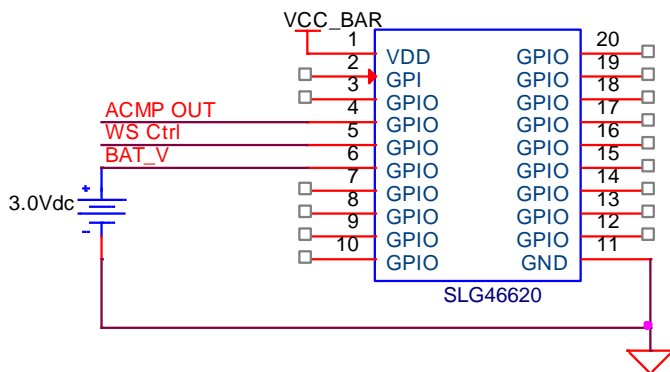 VCC_BAR
1 VDD GPIO 20
2 GPI GPIO 19
3 GPIO GPIO 18
ACMP OUT 4 GPIO GPIO 17
WS Ctrl 5 GPIO GPIO 16
BAT_V 6 GPIO GPIO 15
7 GPIO GPIO 14
3.0Vdc + - 8 GPIO GPIO 13
9 GPIO GPIO 12
10 GPIO GND 11
SLG46620